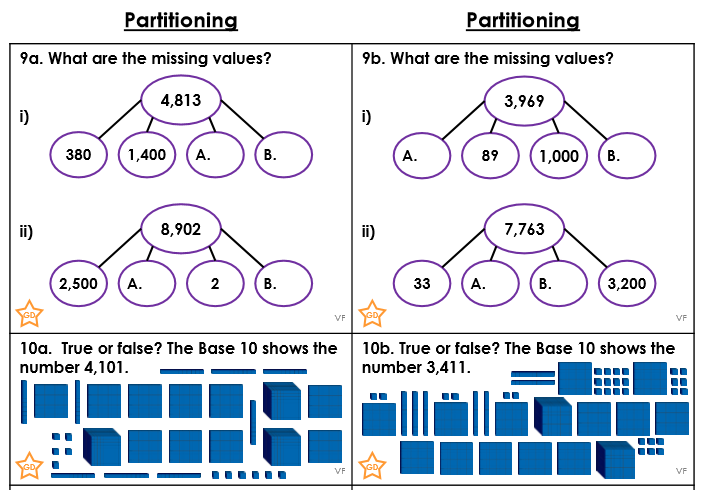 Partitioning
9a. What are the missing values?
i)
4,813
380 1,400 A. B.
ii)
8,902
2,500 A. 2 B.
GD
VF
Partitioning
9b. What are the missing values?
i)
3,969
A. 89 1,000 B.
ii)
7,763
33 A. B. 3,200
GD
VF
10a. True or false? The Base 10 shows the
number 4,101.
GD
VF
10b. True or false? The Base 10 shows the
number 3,411.
GD
VF